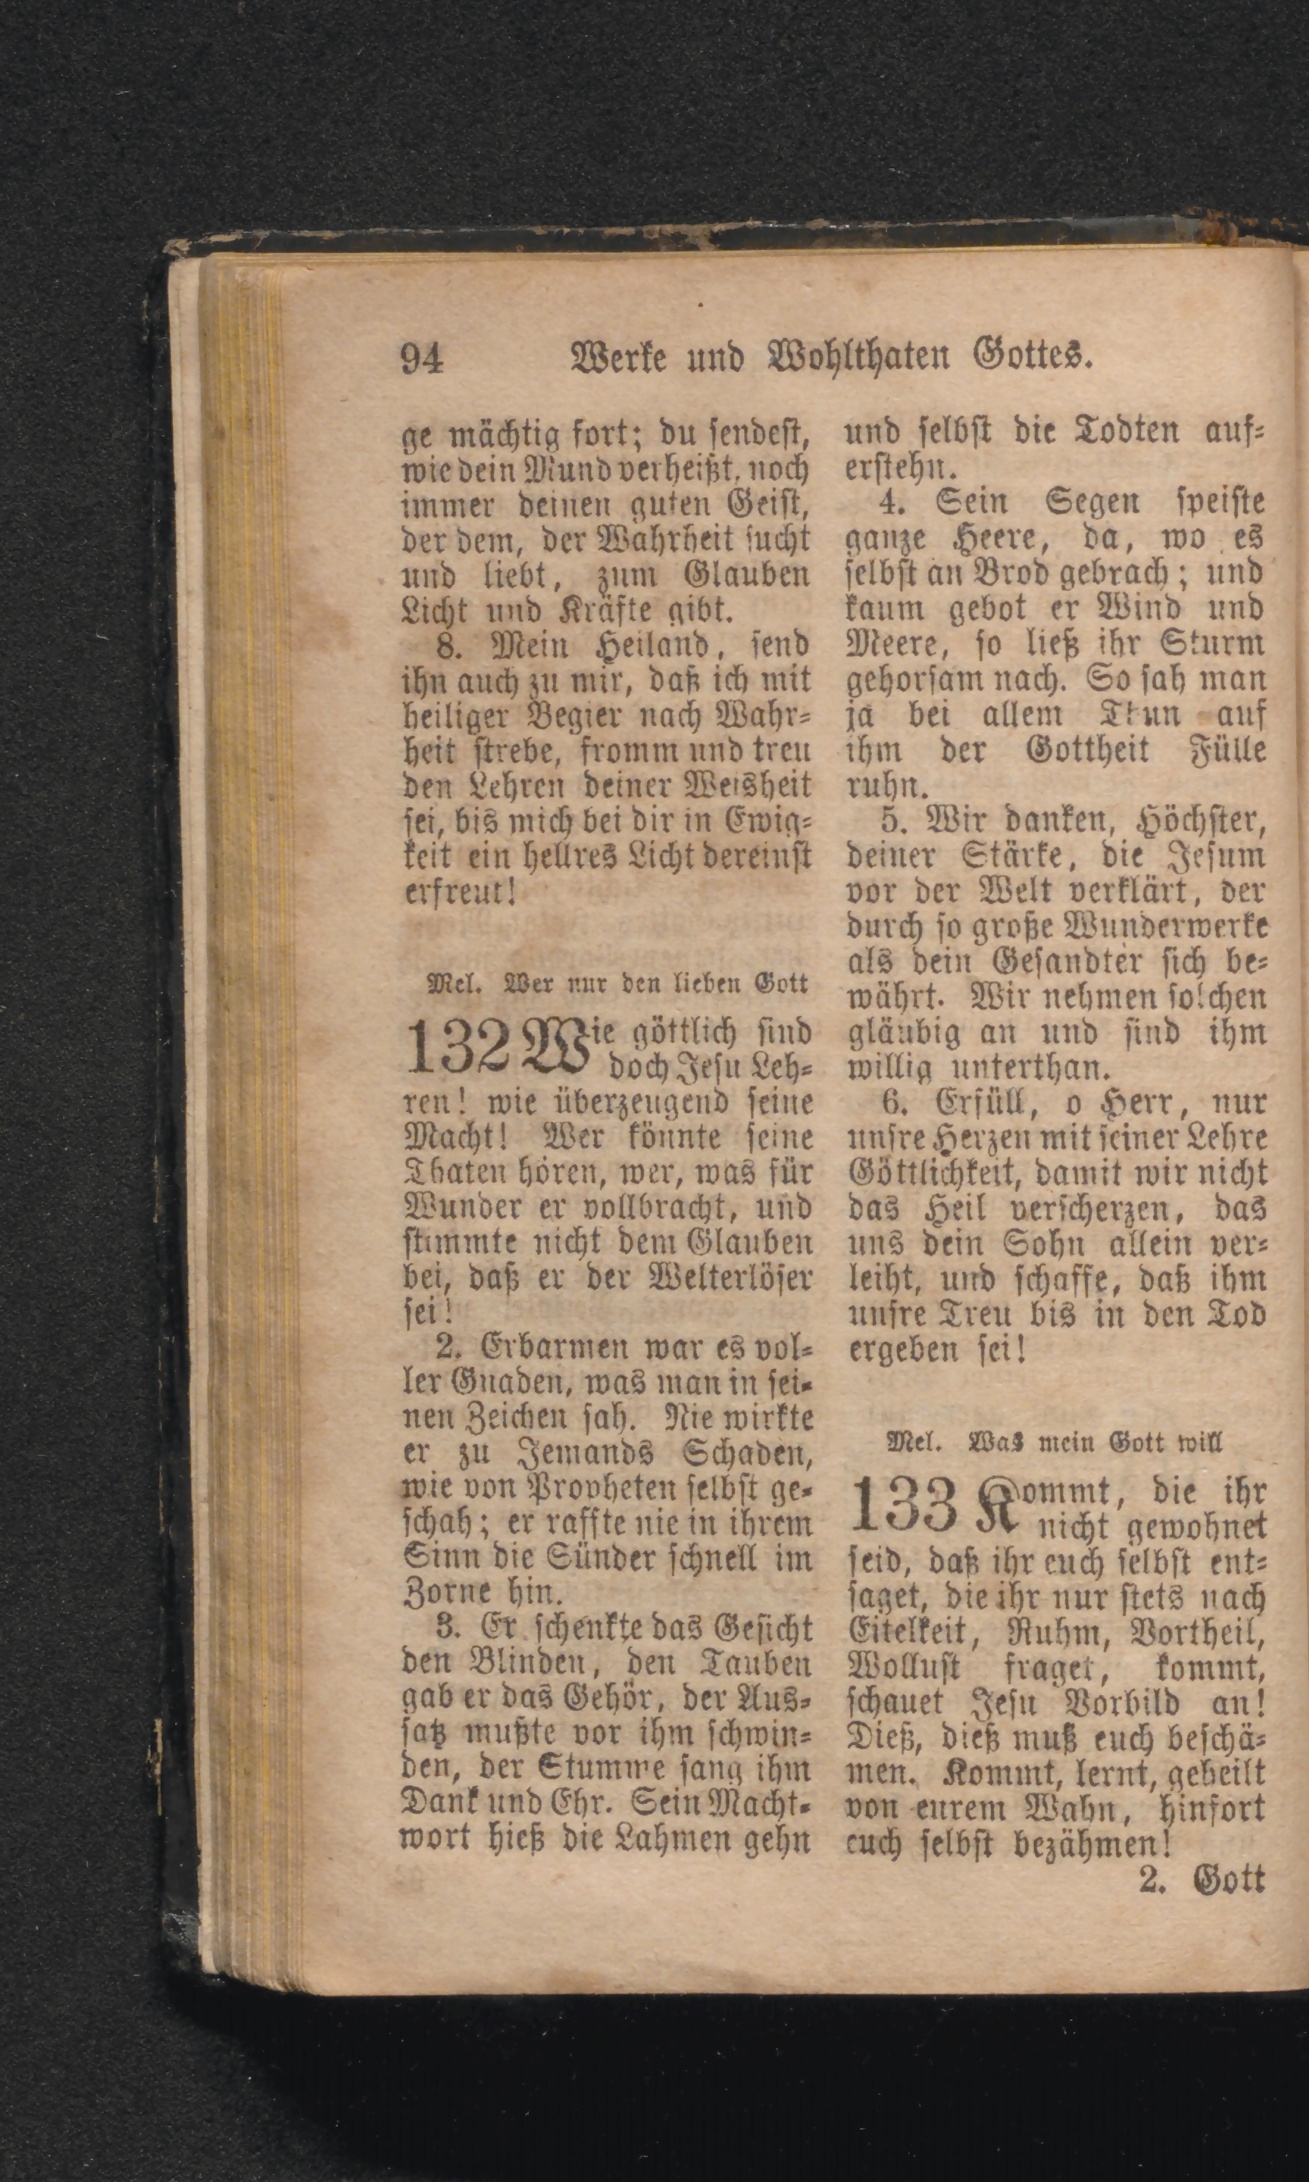 94 Werke und Wohlthaten Gottes.
ge mächtig fort; du sendest,
wie dein Mund verheißt, noch
immer deinen guten Geist,
der dem, der Wahrheit sucht
und liebt, zum Glauben
Licht und Kräfte gibt.
8. Mein Heiland, send
ihn auch zu mir, daß ich mit
heiliger Begier nach Wahr-
heit strebe, fromm und treu
den Lehren deiner Weisheit
sei, bis mich bei dir in Ewig-
keit ein hellres Licht dereinst
erfreut!
Mel. Wer nur den lieben Gott
132 Wie göttlich sind
doch Jesu Leh-
ren! wie überzeugend seine
Macht! Wer könnte seine
Thaten hören, wer, was für
Wunder er vollbracht, und
stimmte nicht dem Glauben
bei, daß er der Welterlöser
sei!
2. Erbarmen war es vol-
ler Gnaden, was man in sei-
nen Zeichen sah. Nie wirkte
er zu Jemands Schaden,
wie von Propheten selbst ge-
schah; er raffte nie in ihrem
Sinn die Sünder schnell im
Zorne hin.
3. Er schenkte das Gesicht
den Blinden, den Tauben
gab er das Gehör, der Aus-
satz mußte vor ihm schwin-
den, der Stumme sang ihm
Dank und Ehr. Sein Macht-
wort hieß die Lahmen gehn
und selbst die Todten auf-
erstehn.
4. Sein Segen speiste
ganze Heere, da, wo es
selbst an Brod gebrach; und
kaum gebot er Wind und
Meere, so ließ ihr Sturm
gehorsam nach. So sah man
ja bei allem Thun auf
ihm der Gottheit Fülle
ruhn.
5. Wir danken, Höchster,
deiner Stärke, die Jesum
vor der Welt verklärt, der
durch so große Wunderwerke
als dein Gesandter sich be-
währt. Wir nehmen solchen
gläubig an und sind ihm
willig unterthan.
6. Erfüll, o Herr, nur
unsre Herzen mit seiner Lehre
Göttlichkeit, damit wir nicht
das Heil verscherzen, das
uns dein Sohn allein ver-
leiht, und schaffe, daß ihm
unsre Treu bis in den Tod
ergeben sei!
Mel. Was mein Gott will
133 Kommt, die ihr
nicht gewohnet
seid, daß ihr euch selbst ent-
saget, die ihr nur stets nach
Eitelkeit, Ruhm, Vortheil,
Wollust fraget, kommt,
schauet Jesu Vorbild an!
Dieß, dieß muß euch beschä-
men. Kommt, lernt, geheilt
von eurem Wahn, hinfort
euch selbst bezähmen!
2. Gott